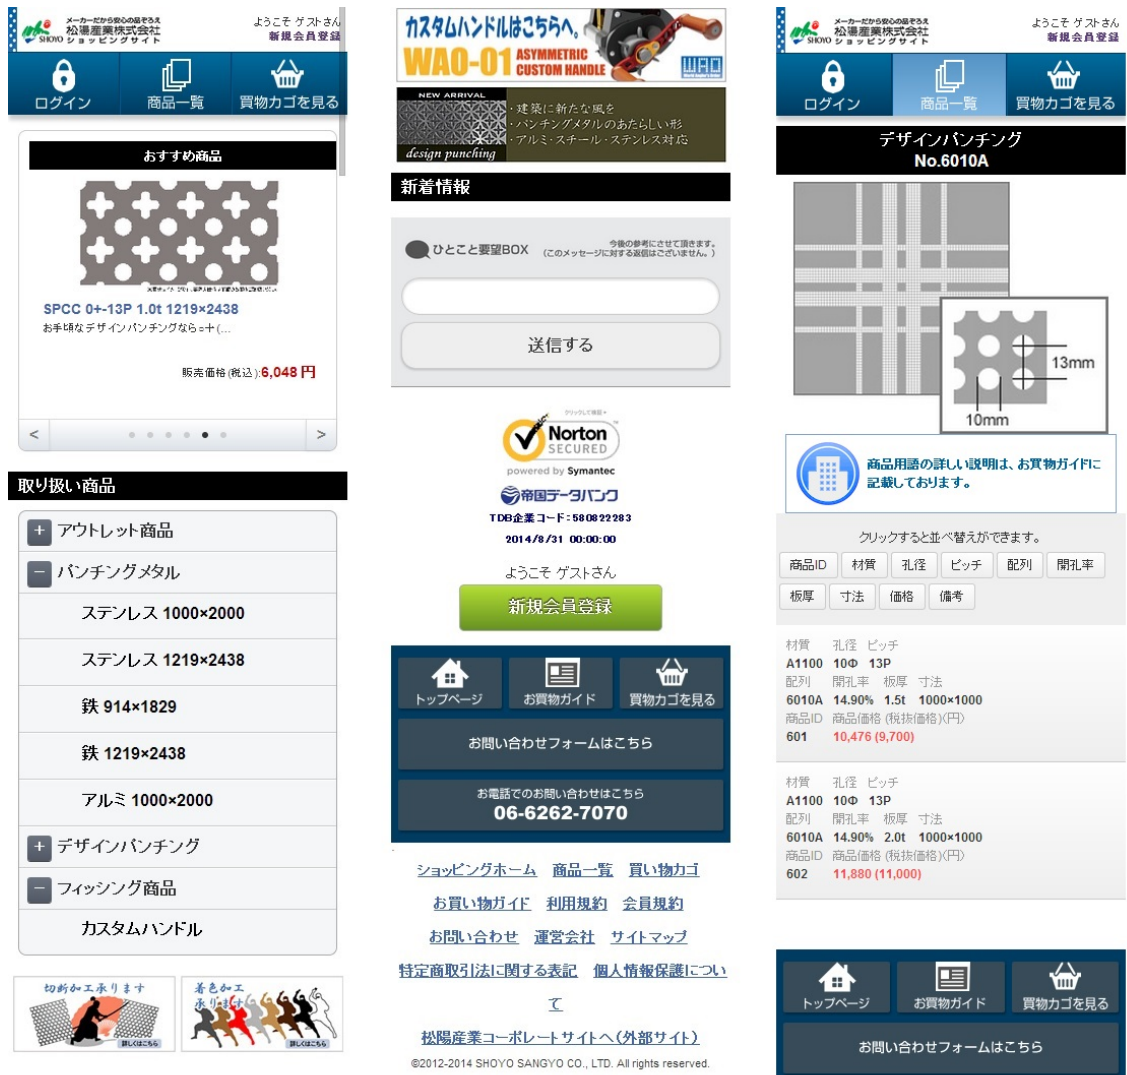 メーカーだから安心の品ぞろえ
松陽産業株式会社
SHOYO ショッピングサイト
ようこそ ゲストさん
新規会員登録
ログイン
商品一覧
買物カゴを見る
おすすめ商品
SPCC 0+-13P 1.0t 1219×2438
お手頃なデザインパンチングなら○十(...
販売価格(税込):6,048 円
<
>
取り扱い商品
+ アウトレット商品
− パンチングメタル
ステンレス 1000×2000
ステンレス 1219×2438
鉄 914×1829
鉄 1219×2438
アルミ 1000×2000
+ デザインパンチング
− フィッシング商品
カスタムハンドル
切断加工承ります
詳しくはこちら
着色加工
承ります
詳しくはこちら
カスタムハンドルはこちらへ。
WAO-01 ASYMMETRIC
CUSTOM HANDLE
WAO
NEW ARRIVAL
design punching
・建築に新たな風を
・パンチングメタルのあたらしい形
・アルミ・スチール・ステンレス対応
新着情報
ひとこと要望BOX
今後の参考にさせて頂きます。
(このメッセージに対する返信はございません。)
送信する
クリックして検証
Norton
SECURED
powered by Symantec
帝国データバンク
TDB企業コード:580822283
2014/8/31 00:00:00
ようこそ ゲストさん
新規会員登録
トップページ
お買物ガイド
買物カゴを見る
お問い合わせフォームはこちら
お電話でのお問い合わせはこちら
06-6262-7070
ショッピングホーム 商品一覧 買い物カゴ
お買い物ガイド 利用規約 会員規約
お問い合わせ 運営会社 サイトマップ
特定商取引法に関する表記 個人情報保護につい
て
松陽産業コーポレートサイトへ(外部サイト)
©2012-2014 SHOYO SANGYO CO., LTD. All rights reserved.
メーカーだから安心の品ぞろえ
松陽産業株式会社
SHOYO ショッピングサイト
ようこそ ゲストさん
新規会員登録
ログイン
商品一覧
買物カゴを見る
デザインパンチング
No.6010A
13mm
10mm
商品用語の詳しい説明は、お買物ガイドに
記載しております。
クリックすると並べ替えができます。
商品ID 材質 孔径 ピッチ 配列 開孔率
板厚 寸法 価格 備考
材質 孔径 ピッチ
A1100 10Φ 13P
配列 開孔率 板厚 寸法
6010A 14.90% 1.5t 1000×1000
商品ID 商品価格(税抜価格)(円)
601 10,476 (9,700)
材質 孔径 ピッチ
A1100 10Φ 13P
配列 開孔率 板厚 寸法
6010A 14.90% 2.0t 1000×1000
商品ID 商品価格(税抜価格)(円)
602 11,880 (11,000)
トップページ
お買物ガイド
買物カゴを見る
お問い合わせフォームはこちら